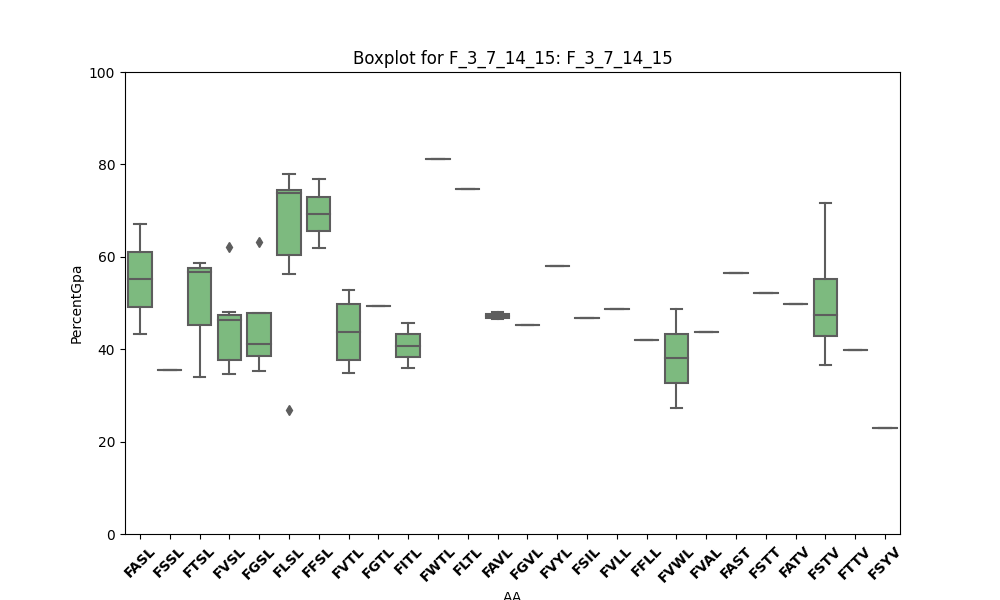 Boxplot for F_3_7_14_15: F_3_7_14_15
100
80
60
40
20
0
PercentGpa
FASL FSSL FTSL FVSL FGSL FLSL FFSL FVTL FGTL FITL FWTL FLTL FAVL FGVL FVYL FSIL FVLL FFLL FVWL FVAL FAST FSTT FATV FSTV FTTV FSYV
AA